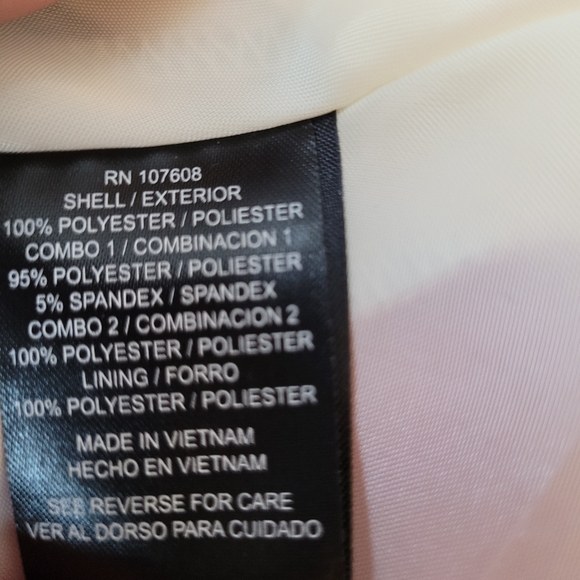 RN 107608
SHELL / EXTERIOR
100% POLYESTER / POLIESTER
COMBO 1 / COMBINACION 1
95% POLYESTER / POLIESTER
5% SPANDEX / SPANDEX
COMBO 2 / COMBINACION 2
100% POLYESTER / POLIESTER
LINING / FORRO
100% POLYESTER / POLIESTER
MADE IN VIETNAM
HECHO EN VIETNAM
SEE REVERSE FOR CARE
VER AL DORSO PARA CUIDADO